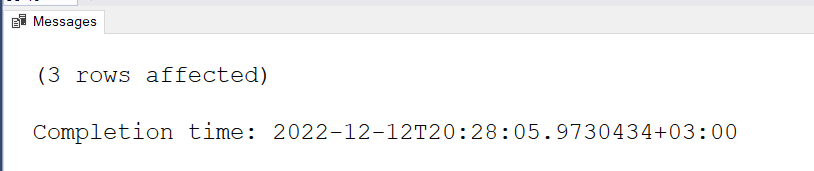 Messages
(3 rows affected)
Completion time: 2022-12-12T20:28:05.9730434+03:00